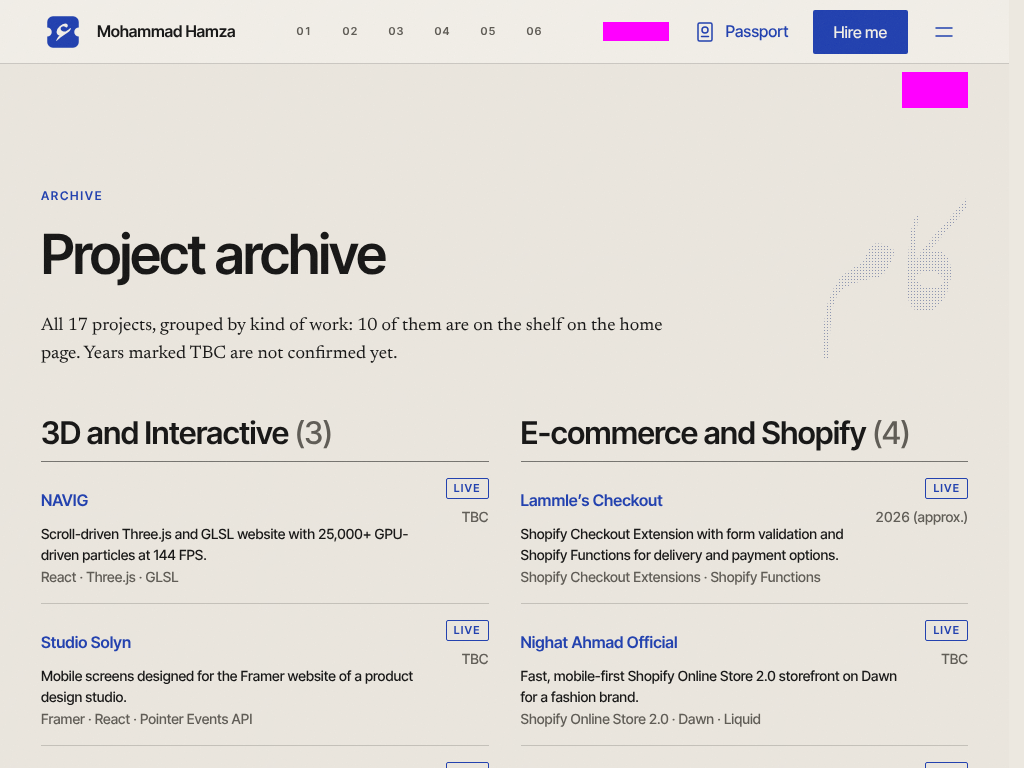 Mohammad Hamza
01 02 03 04 05 06
Passport
Hire me
ARCHIVE
Project archive
All 17 projects, grouped by kind of work: 10 of them are on the shelf on the home
page. Years marked TBC are not confirmed yet.
3D and Interactive (3)
NAVIG
LIVE
TBC
Scroll-driven Three.js and GLSL website with 25,000+ GPU-
driven particles at 144 FPS.
React · Three.js · GLSL
Studio Solyn
LIVE
TBC
Mobile screens designed for the Framer website of a product
design studio.
Framer · React · Pointer Events API
E-commerce and Shopify (4)
Lammle's Checkout
LIVE
2026 (approx.)
Shopify Checkout Extension with form validation and
Shopify Functions for delivery and payment options.
Shopify Checkout Extensions · Shopify Functions
Nighat Ahmad Official
LIVE
TBC
Fast, mobile-first Shopify Online Store 2.0 storefront on Dawn
for a fashion brand.
Shopify Online Store 2.0 · Dawn · Liquid